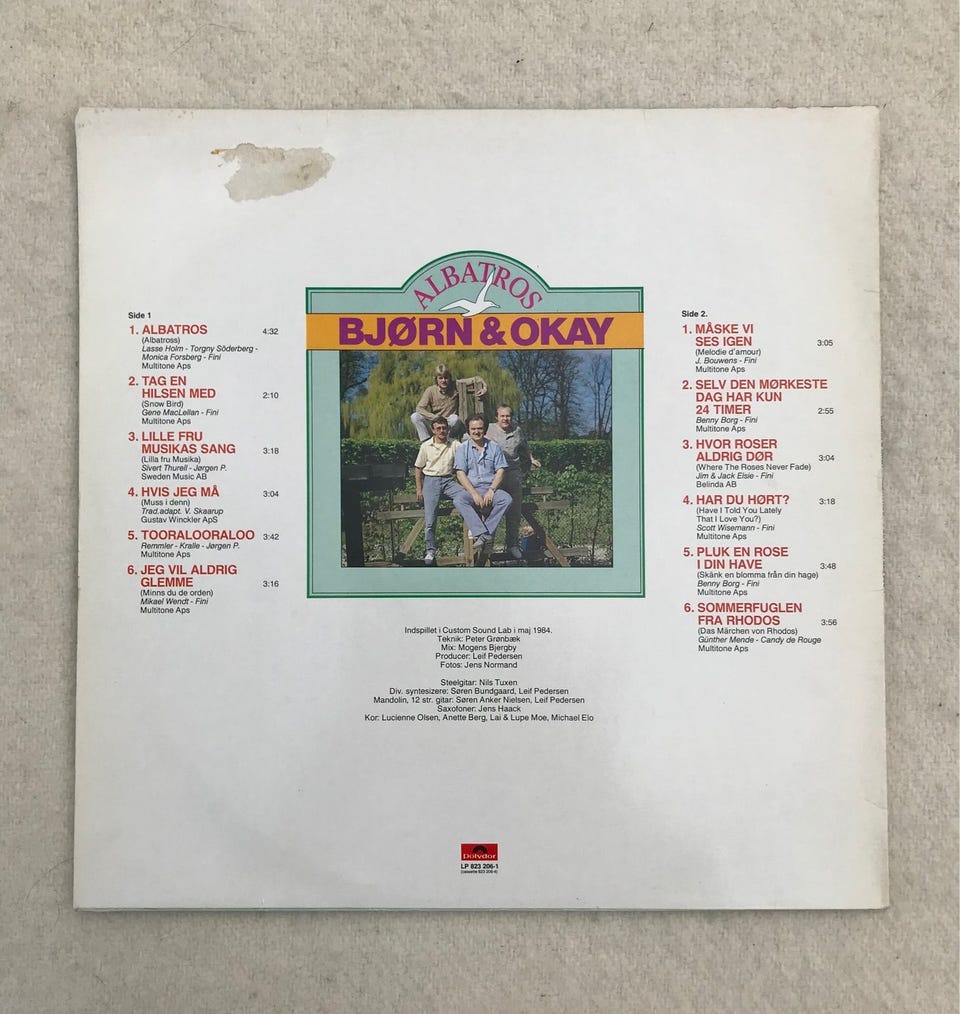 ALBATROS
BJØRN & OKAY
Side 1
1. ALBATROS 4:32
(Albatross)
Lasse Holm - Torgny Söderberg -
Monica Forsberg - Fini
Multitone Aps
2. TAG EN
HILSEN MED 2:10
(Snow Bird)
Gene MacLellan - Fini
Multitone Aps
3. LILLE FRU
MUSIKAS SANG 3:18
(Lilla fru Musika)
Sivert Thurell - Jørgen P.
Sweden Music AB
4. HVIS JEG MÅ 3:04
(Muss i denn)
Trad.adapt. V. Skaarup
Gustav Winckler ApS
5. TOORALOORALOO 3:42
Remmler - Kralle - Jørgen P.
Multitone Aps
6. JEG VIL ALDRIG
GLEMME 3:16
(Minns du de orden)
Mikael Wendt - Fini
Multitone Aps
Side 2.
1. MÅSKE VI
SES IGEN 3:05
(Melodie d'amour)
J. Bouwens - Fini
Multitone Aps
2. SELV DEN MØRKESTE
DAG HAR KUN
24 TIMER 2:55
Benny Borg - Fini
Multitone Aps
3. HVOR ROSER
ALDRIG DØR 3:04
(Where The Roses Never Fade)
Jim & Jack Elsie - Fini
Belinda AB
4. HAR DU HØRT? 3:18
(Have I Told You Lately
That I Love You?)
Scott Wisemann - Fini
Multitone Aps
5. PLUK EN ROSE
I DIN HAVE 3:48
(Skänk en blomma från din hage)
Benny Borg - Fini
Multitone Aps
6. SOMMERFUGLEN
FRA RHODOS 3:56
(Das Märchen von Rhodos)
Günther Mende - Candy de Rouge
Multitone Aps
Indspillet i Custom Sound Lab i maj 1984.
Teknik: Peter Grønbæk
Mix: Mogens Bjergby
Producer: Leif Pedersen
Fotos: Jens Normand
Steelgitar: Nils Tuxen
Div. syntesizere: Søren Bundgaard, Leif Pedersen
Mandolin, 12 str. gitar: Søren Anker Nielsen, Leif Pedersen
Saxofoner: Jens Haack
Kor: Lucienne Olsen, Anette Berg, Lai & Lupe Moe, Michael Elo
Polydor
LP 823 206-1
(cassette 823 206-4)